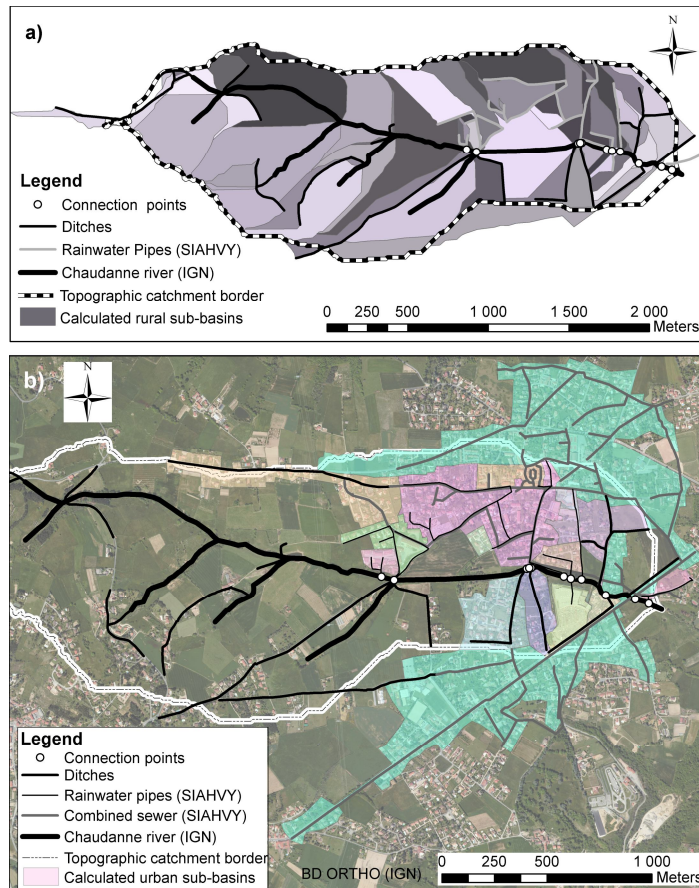 a)
N
Legend
Connection points
Ditches
Rainwater Pipes (SIAHVY)
Chaudanne river (IGN)
Topographic catchment border
Calculated rural sub-basins
0 250 500 1 000 1 500 2 000
Meters
b)
N
Legend
Connection points
Ditches
Rainwater pipes (SIAHVY)
Combined sewer (SIAHVY)
Chaudanne river (IGN)
Topographic catchment border
Calculated urban sub-basins
BD ORTHO (IGN)
0 250 500 1 000
Meters